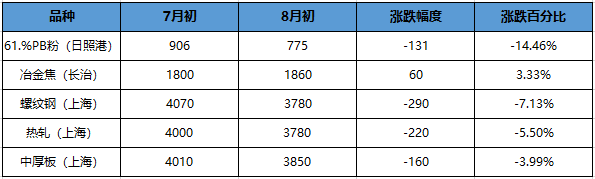 品种 7月初 8月初 涨跌幅度 涨跌百分比
61.%PB粉（日照港） 906 775 -131 -14.46%
冶金焦（长治） 1800 1860 60 3.33%
螺纹钢（上海） 4070 3780 -290 -7.13%
热轧（上海） 4000 3780 -220 -5.50%
中厚板（上海） 4010 3850 -160 -3.99%